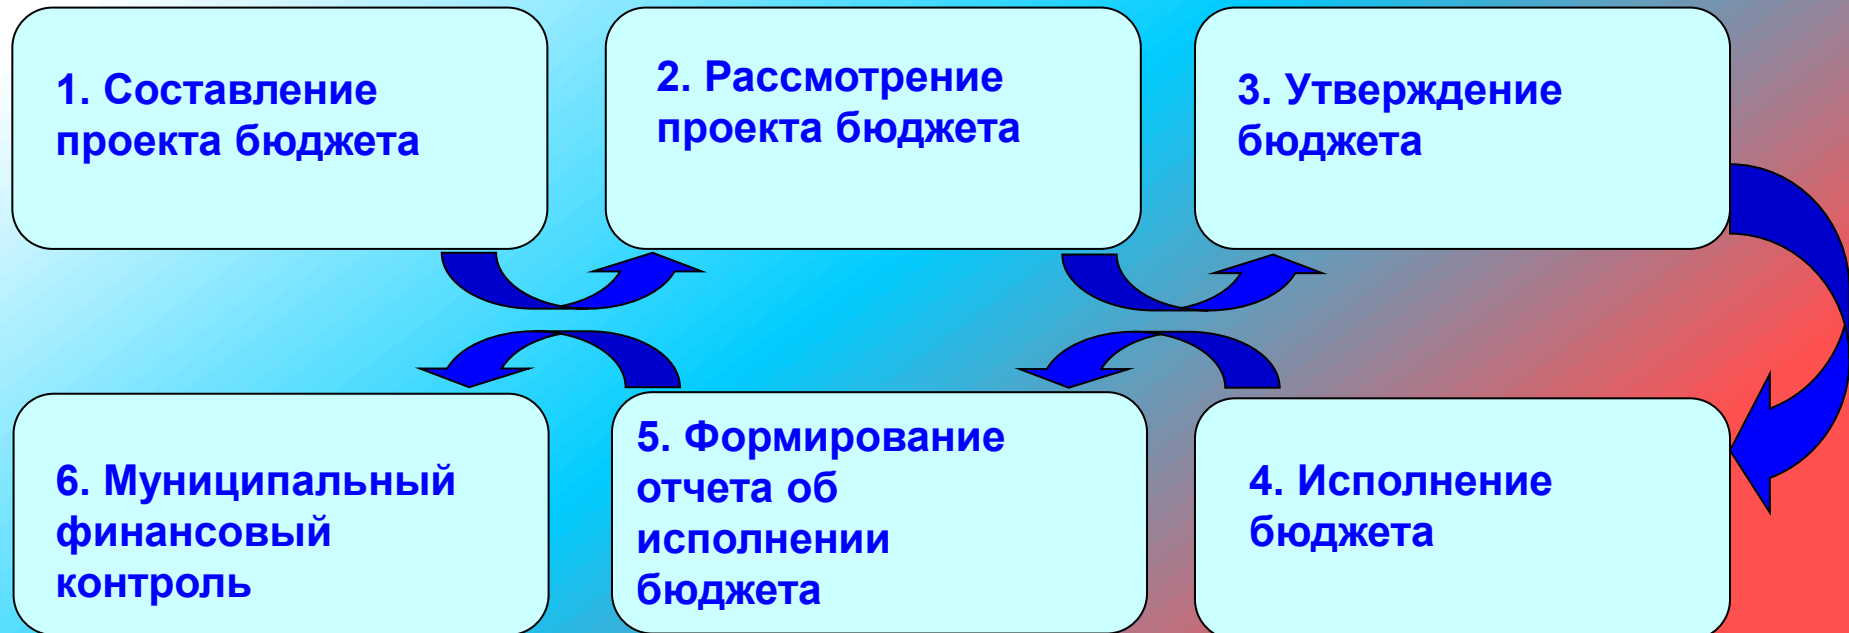 1. Составление
проекта бюджета
2. Рассмотрение
проекта бюджета
3. Утверждение
бюджета
4. Исполнение
бюджета
5. Формирование
отчета об
исполнении
бюджета
6. Муниципальный
финансовый
контроль